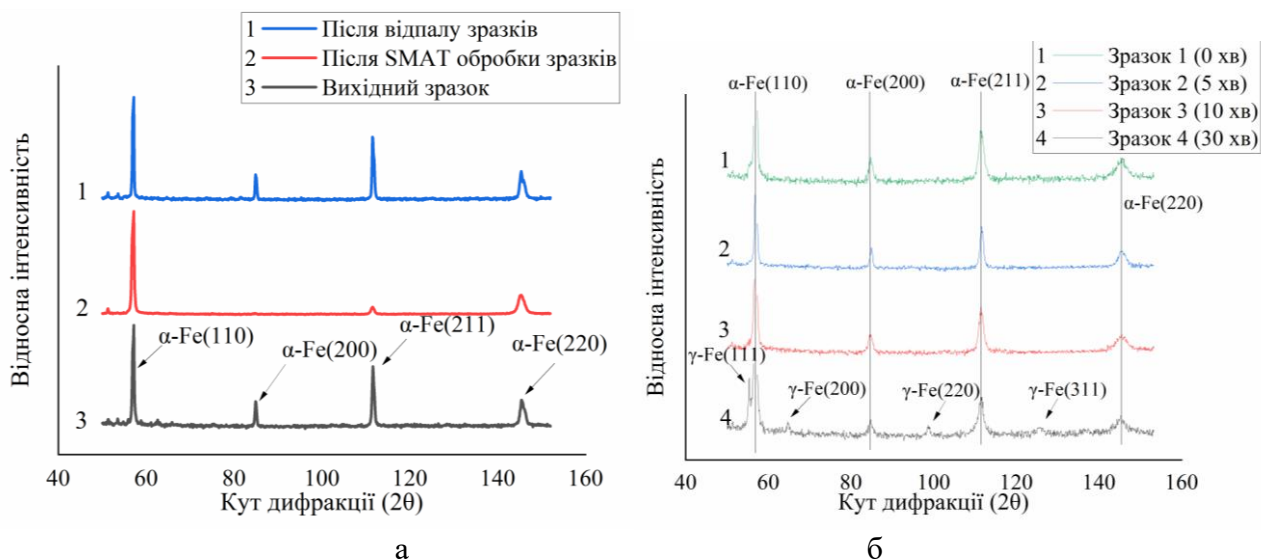 1 Після відпалу зразків
2 Після SMAT обробки зразків
3 Вихідний зразок
Відносна інтенсивність
1
2
3
α-Fe(110)
α-Fe(200)
α-Fe(211)
α-Fe(220)
40 60 80 100 120 140 160
Кут дифракції (2θ)
а
1 Зразок 1 (0 хв)
2 Зразок 2 (5 хв)
3 Зразок 3 (10 хв)
4 Зразок 4 (30 хв)
α-Fe(110)
α-Fe(200)
α-Fe(211)
α-Fe(220)
Відносна інтенсивність
1
2
3
4
γ-Fe(111)
γ-Fe(200)
γ-Fe(220)
γ-Fe(311)
40 60 80 100 120 140 160
Кут дифракції (2θ)
б